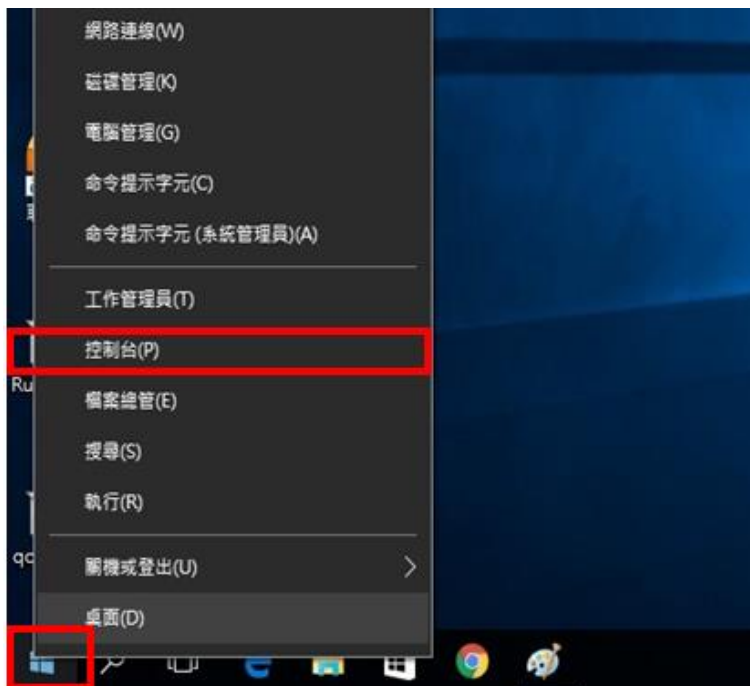 網路連線(W)
磁碟管理(K)
電腦管理(G)
命令提示字元(C)
命令提示字元 (系統管理員)(A)
工作管理員(T)
控制台(P)
檔案總管(E)
搜尋(S)
執行(R)
關機或登出(U)
桌面(D)
Ru
qc